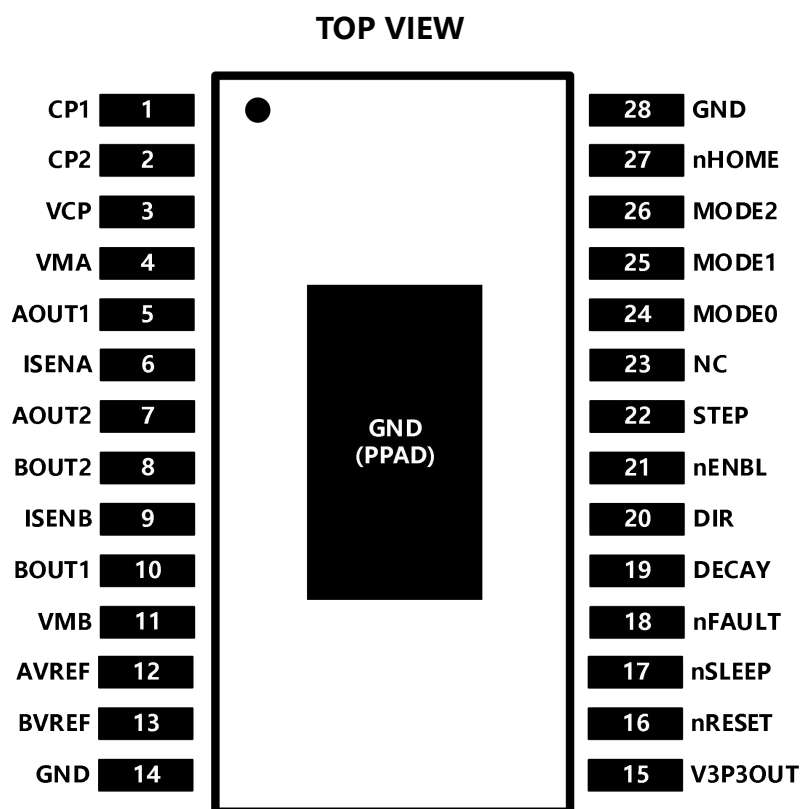 TOP VIEW
CP1 1 28 GND
CP2 2 27 nHOME
VCP 3 26 MODE2
VMA 4 25 MODE1
AOUT1 5 24 MODE0
ISENA 6 23 NC
AOUT2 7 22 STEP
GND
(PPAD)
BOUT2 8 21 nENBL
ISENB 9 20 DIR
BOUT1 10 19 DECAY
VMB 11 18 nFAULT
AVREF 12 17 nSLEEP
BVREF 13 16 nRESET
GND 14 15 V3P3OUT